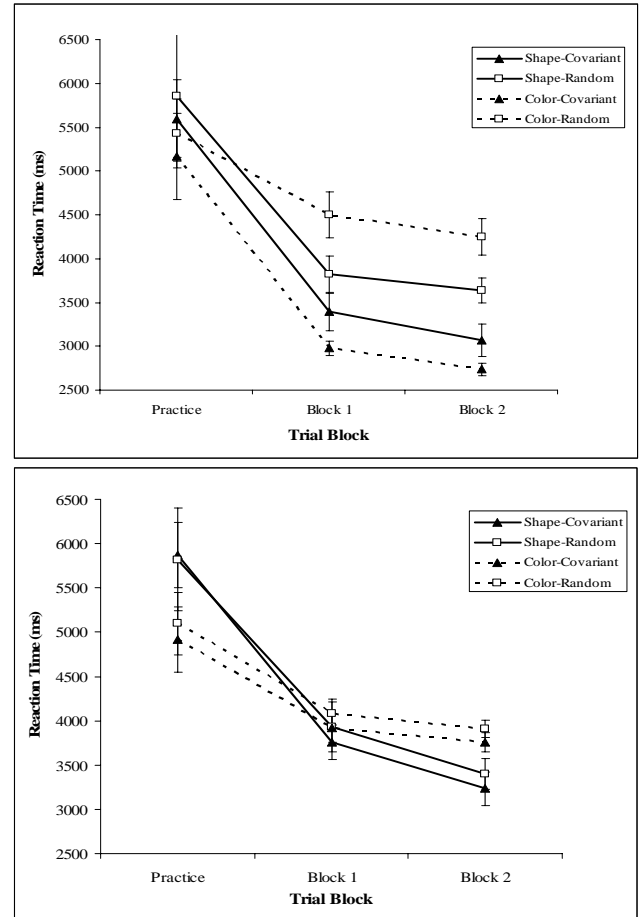 6500
6000
5500
5000
4500
4000
3500
3000
2500
Reaction Time (ms)
Shape-Covariant
Shape-Random
Color-Covariant
Color-Random
Practice Block 1 Block 2
Trial Block
6500
6000
5500
5000
4500
4000
3500
3000
2500
Reaction Time (ms)
Shape-Covariant
Shape-Random
Color-Covariant
Color-Random
Practice Block 1 Block 2
Trial Block